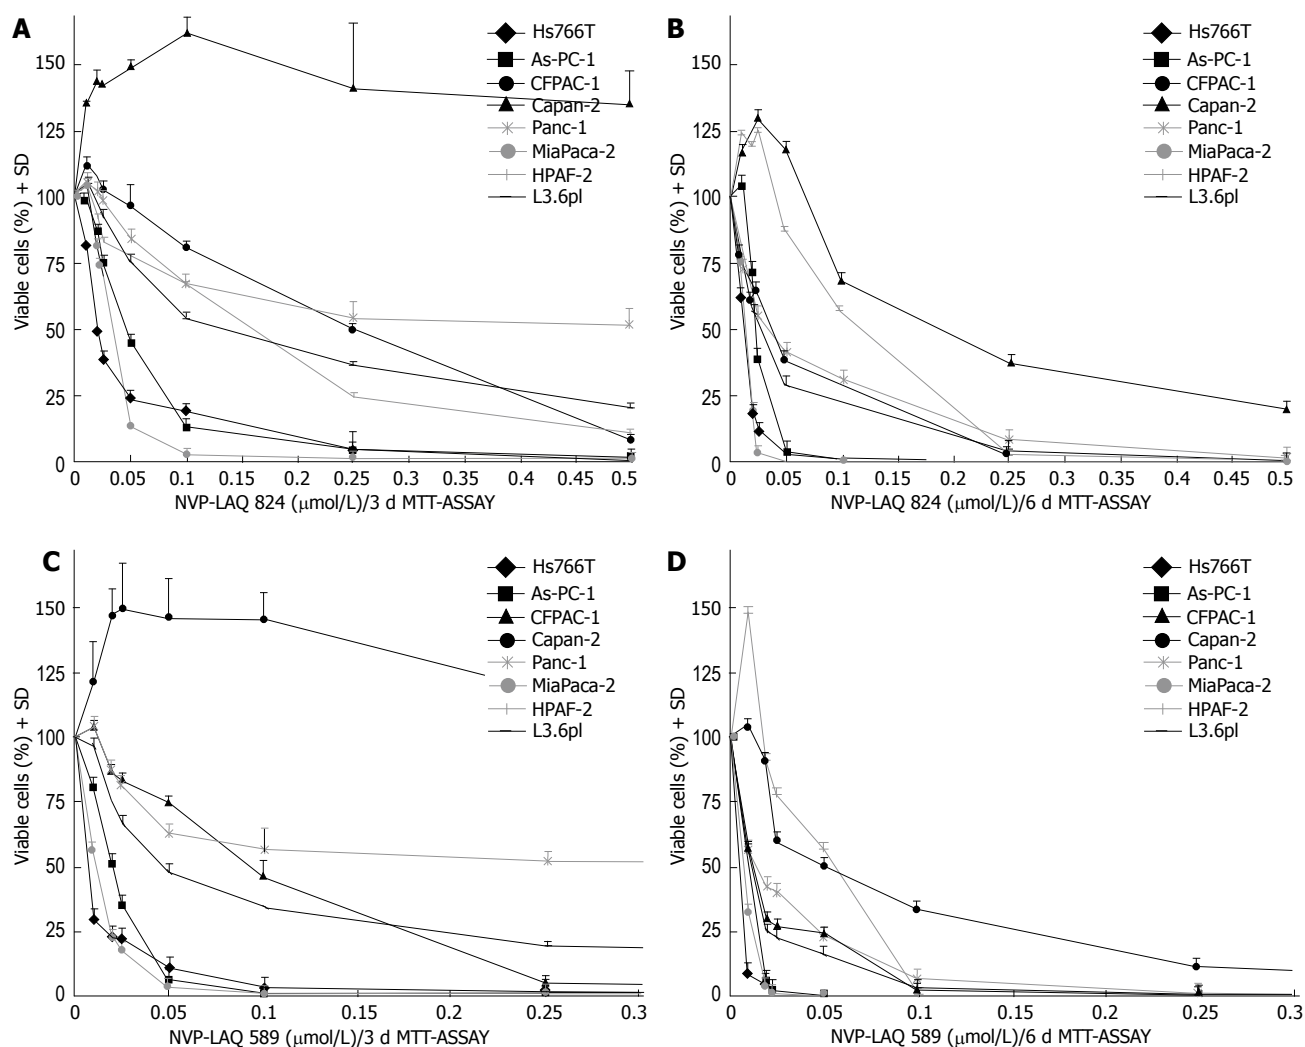 A
Viable cells (%) + SD
150
125
100
75
50
25
0
0 0.05 0.1 0.15 0.2 0.25 0.3 0.35 0.4 0.45 0.5
NVP-LAQ 824 (μmol/L)/3 d MTT-ASSAY
Hs766T
As-PC-1
CFPAC-1
Capan-2
Panc-1
MiaPaca-2
HPAF-2
L3.6pl
B
Viable cells (%) + SD
150
125
100
75
50
25
0
0 0.05 0.1 0.15 0.2 0.25 0.3 0.35 0.4 0.45 0.5
NVP-LAQ 824 (μmol/L)/6 d MTT-ASSAY
Hs766T
As-PC-1
CFPAC-1
Capan-2
Panc-1
MiaPaca-2
HPAF-2
L3.6pl
C
Viable cells (%) + SD
150
125
100
75
50
25
0
0 0.05 0.1 0.15 0.2 0.25 0.3
NVP-LAQ 589 (μmol/L)/3 d MTT-ASSAY
Hs766T
As-PC-1
CFPAC-1
Capan-2
Panc-1
MiaPaca-2
HPAF-2
L3.6pl
D
Viable cells (%) + SD
150
125
100
75
50
25
0
0 0.05 0.1 0.15 0.2 0.25 0.3
NVP-LAQ 589 (μmol/L)/6 d MTT-ASSAY
Hs766T
As-PC-1
CFPAC-1
Capan-2
Panc-1
MiaPaca-2
HPAF-2
L3.6pl